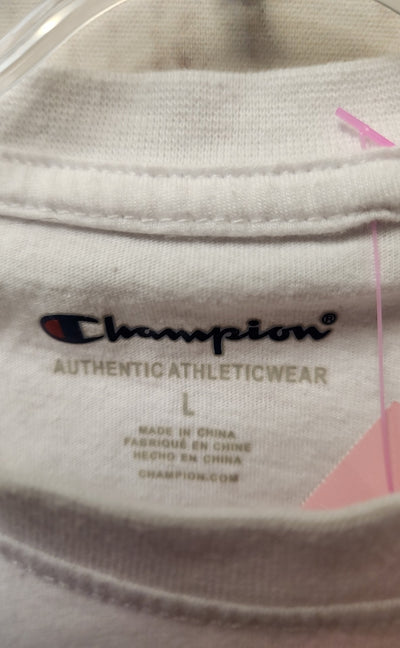 Champion®
AUTHENTIC ATHLETICWEAR
L
MADE IN CHINA
FABRIQUÉ EN CHINE
HECHO EN CHINA
CHAMPION.COM